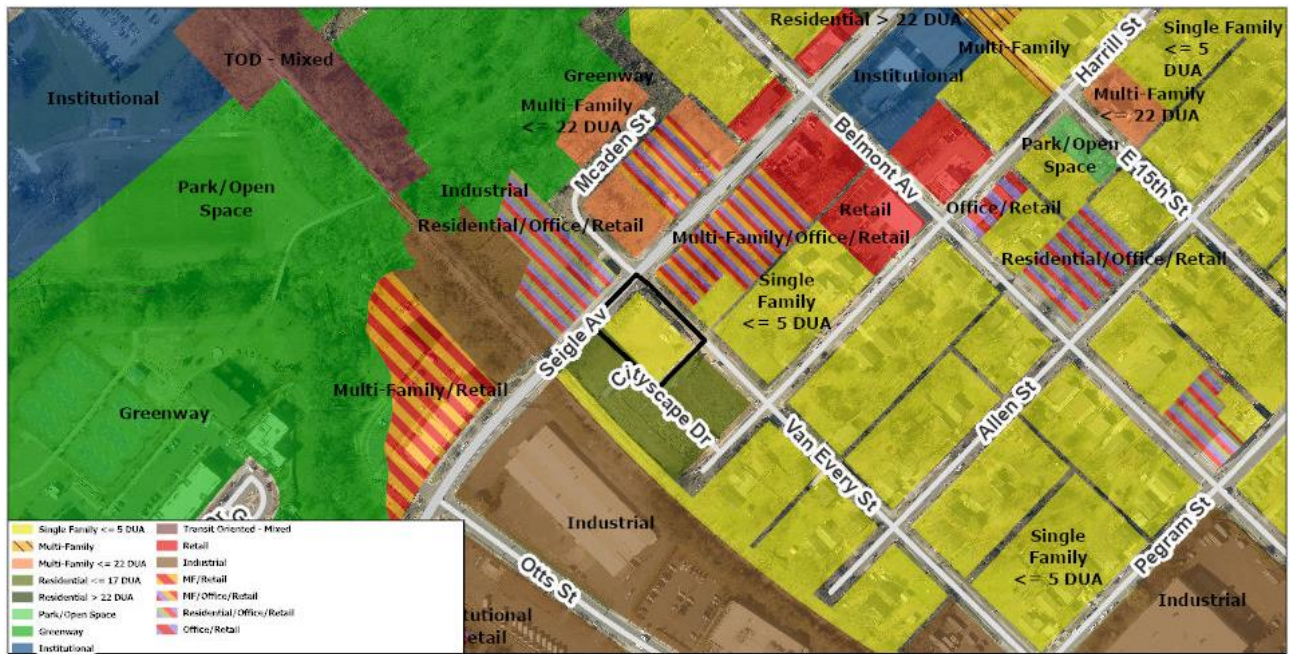 Residential > 22 DUA
Single Family
<= 5
DUA
Harrill St
Multi-Family
TOD - Mixed
Greenway
Institutional
Institutional
Multi-Family
<= 22 DUA
Multi-Family
<= 22 DUA
Mcaden St
Belmont Av
Park/Open
Space
E 15th St
Park/Open
Space
Industrial
Retail
Office/Retail
Residential/Office/Retail
Multi-Family/Office/Retail
Residential/Office/Retail
Single
Family
<= 5 DUA
Seigle Av
Cityscape Dr
Multi-Family/Retail
Greenway
Allen St
Van Every St
Pegram St
Industrial
Otts St
Single
Family
<= 5 DUA
Industrial
Single Family <= 5 DUA
Multi-Family
Multi-Family <= 22 DUA
Residential <= 17 DUA
Residential > 22 DUA
Park/Open Space
Greenway
Institutional
Transit Oriented - Mixed
Retail
Industrial
MF/Retail
MF/Office/Retail
Residential/Office/Retail
Office/Retail